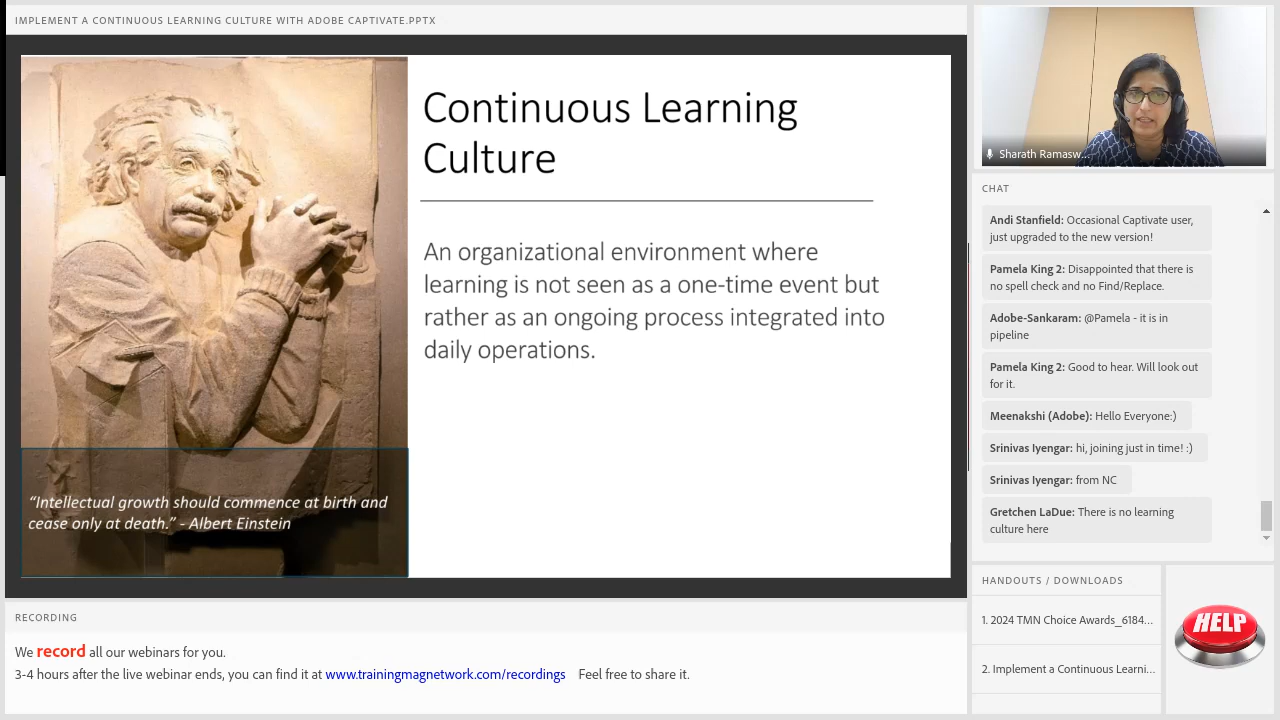 IMPLEMENT A CONTINUOUS LEARNING CULTURE WITH ADOBE CAPTIVATE.PPTX
Continuous Learning
Culture
An organizational environment where
learning is not seen as a one-time event but
rather as an ongoing process integrated into
daily operations.
“Intellectual growth should commence at birth and
cease only at death.” - Albert Einstein
Sharath Ramasw...
CHAT
Andi Stanfield: Occasional Captivate user,
just upgraded to the new version!
Pamela King 2: Disappointed that there is
no spell check and no Find/Replace.
Adobe-Sankaram: @Pamela - it is in
pipeline
Pamela King 2: Good to hear. Will look out
for it.
Meenakshi (Adobe): Hello Everyone:)
Srinivas Iyengar: hi, joining just in time! :)
Srinivas Iyengar: from NC
Gretchen LaDue: There is no learning
culture here
RECORDING
We record all our webinars for you.
3-4 hours after the live webinar ends, you can find it at www.trainingmagnetwork.com/recordings Feel free to share it.
HANDOUTS / DOWNLOADS
1. 2024 TMN Choice Awards_6184...
2. Implement a Continuous Learni...
HELP